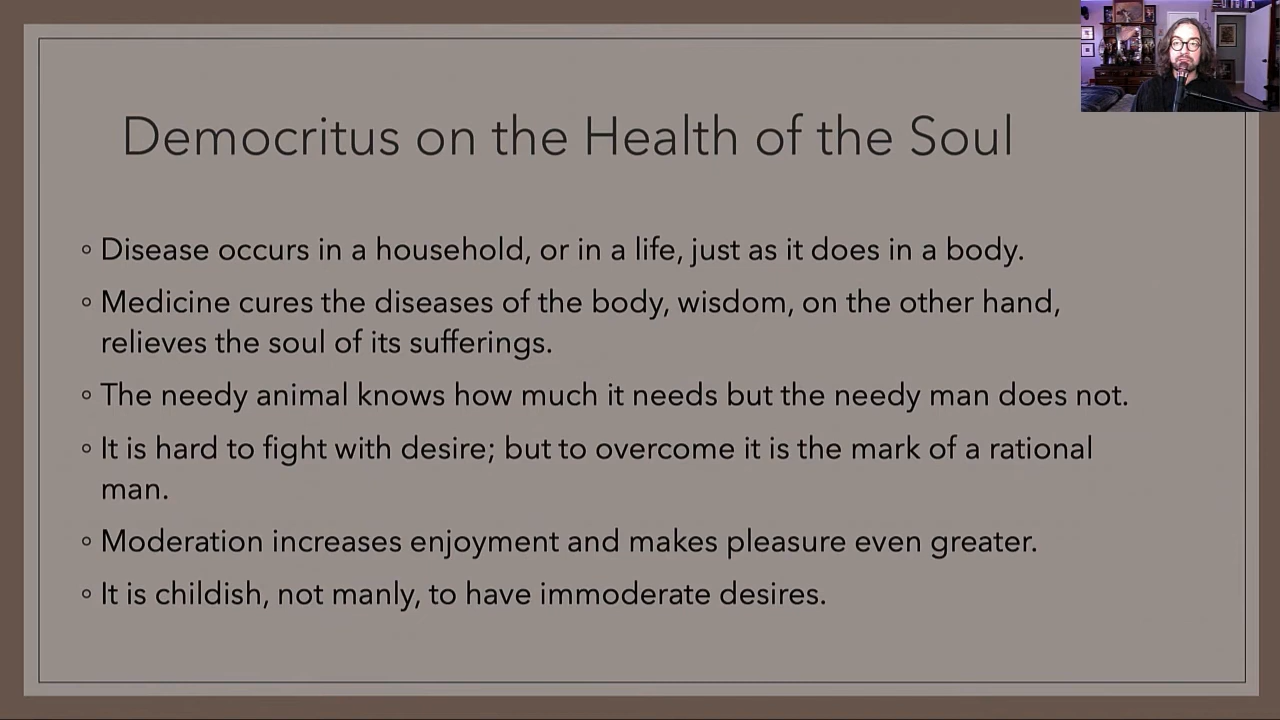 Democritus on the Health of the Soul
◦ Disease occurs in a household, or in a life, just as it does in a body.
◦ Medicine cures the diseases of the body, wisdom, on the other hand,
relieves the soul of its sufferings.
◦ The needy animal knows how much it needs but the needy man does not.
◦ It is hard to fight with desire; but to overcome it is the mark of a rational
man.
◦ Moderation increases enjoyment and makes pleasure even greater.
◦ It is childish, not manly, to have immoderate desires.